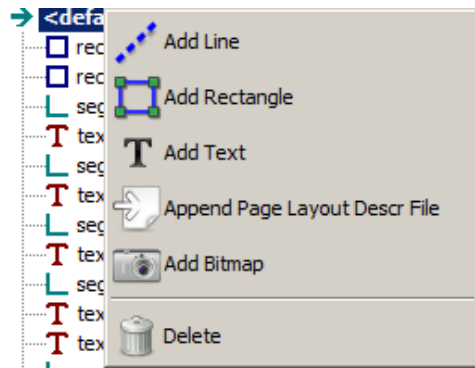 <defa
rec
rec
seg
tex
seg
tex
seg
tex
seg
tex
tex
Add Line
Add Rectangle
Add Text
Append Page Layout Descr File
Add Bitmap
Delete